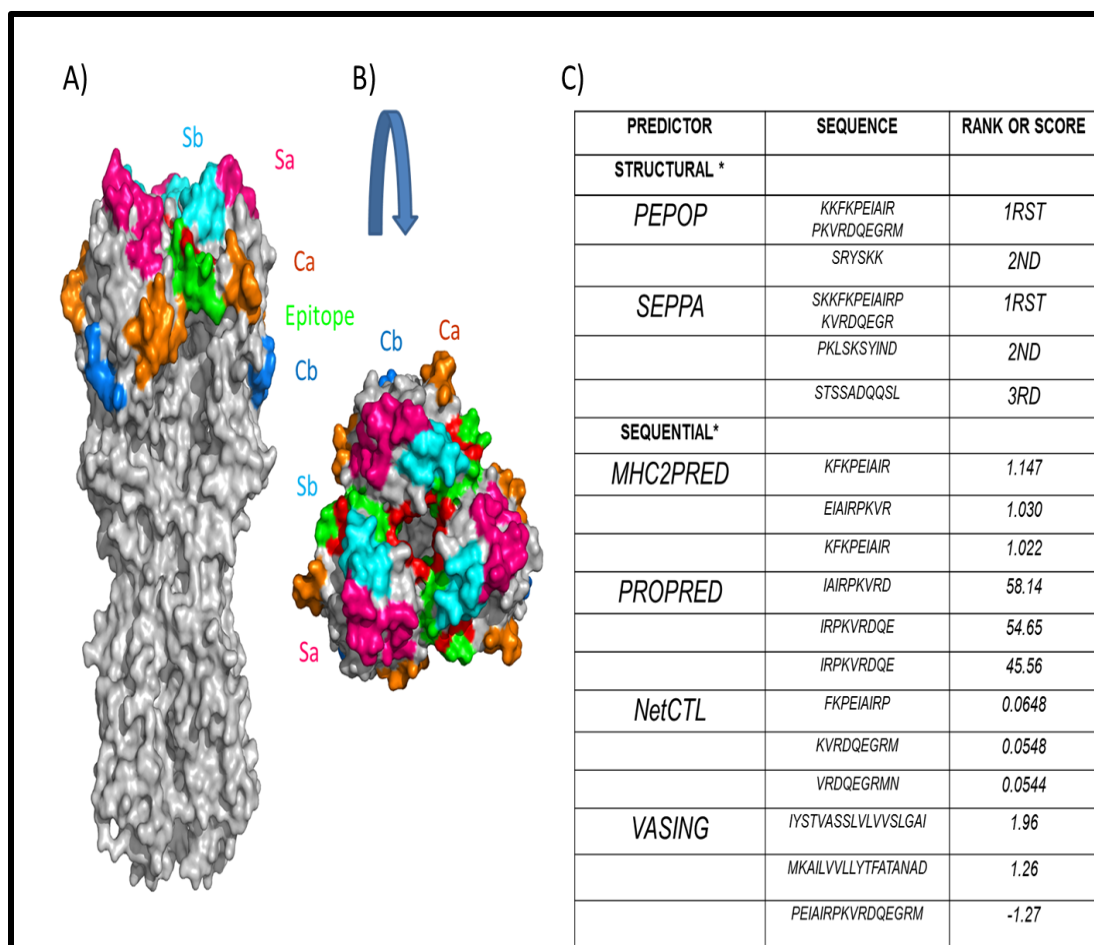 A)
B)
C)
Sb
Sa
Ca
Epitope
Cb
Cb
Ca
Sb
Sa
PREDICTOR SEQUENCE RANK OR SCORE
STRUCTURAL *
PEPOP KKFKPEIAIR 1RST
PKVRDQEGRM
SRYSKK 2ND
SEPPA SKKFKPEIAIRP 1RST
KVRDQEGR
PKLSKSYIND 2ND
STSSADQQSL 3RD
SEQUENTIAL*
MHC2PRED KFKPEIAIR 1.147
EIAIRPKVR 1.030
KFKPEIAIR 1.022
PROPRED IAIRPKVRD 58.14
IRPKVRDQE 54.65
IRPKVRDQE 45.56
NetCTL FKPEIAIRP 0.0648
KVRDQEGRM 0.0548
VRDQEGRMN 0.0544
VASING IYSTVASSLVLVVSLGAI 1.96
MKAILVVLLYTFATANAD 1.26
PEIAIRPKVRDQEGRM -1.27